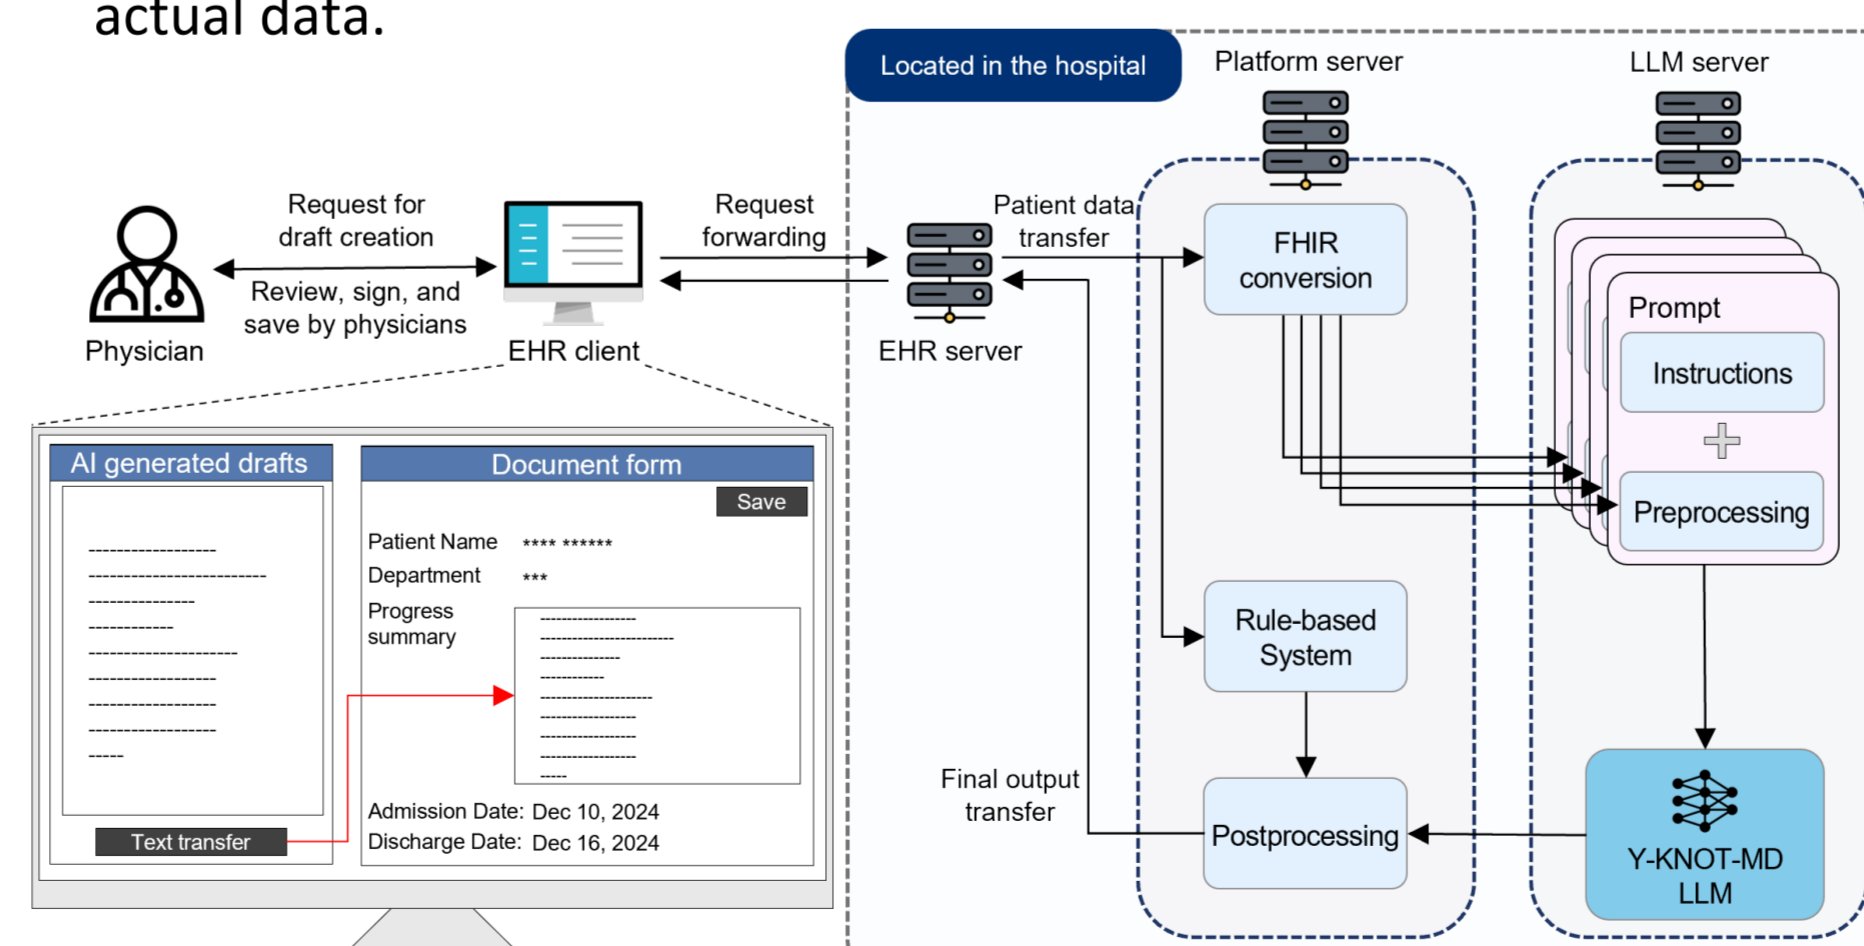 actual data.
Located in the hospital
Platform server
LLM server
Request for
draft creation
Review, sign, and
save by physicians
Physician
EHR client
Request
forwarding
EHR server
Patient data
transfer
FHIR
conversion
Prompt
Instructions
Preprocessing
Rule-based
System
Postprocessing
Y-KNOT-MD
LLM
Final output
transfer
AI generated drafts
Text transfer
Document form
Save
Patient Name **** ******
Department ***
Progress
summary
Admission Date: Dec 10, 2024
Discharge Date: Dec 16, 2024